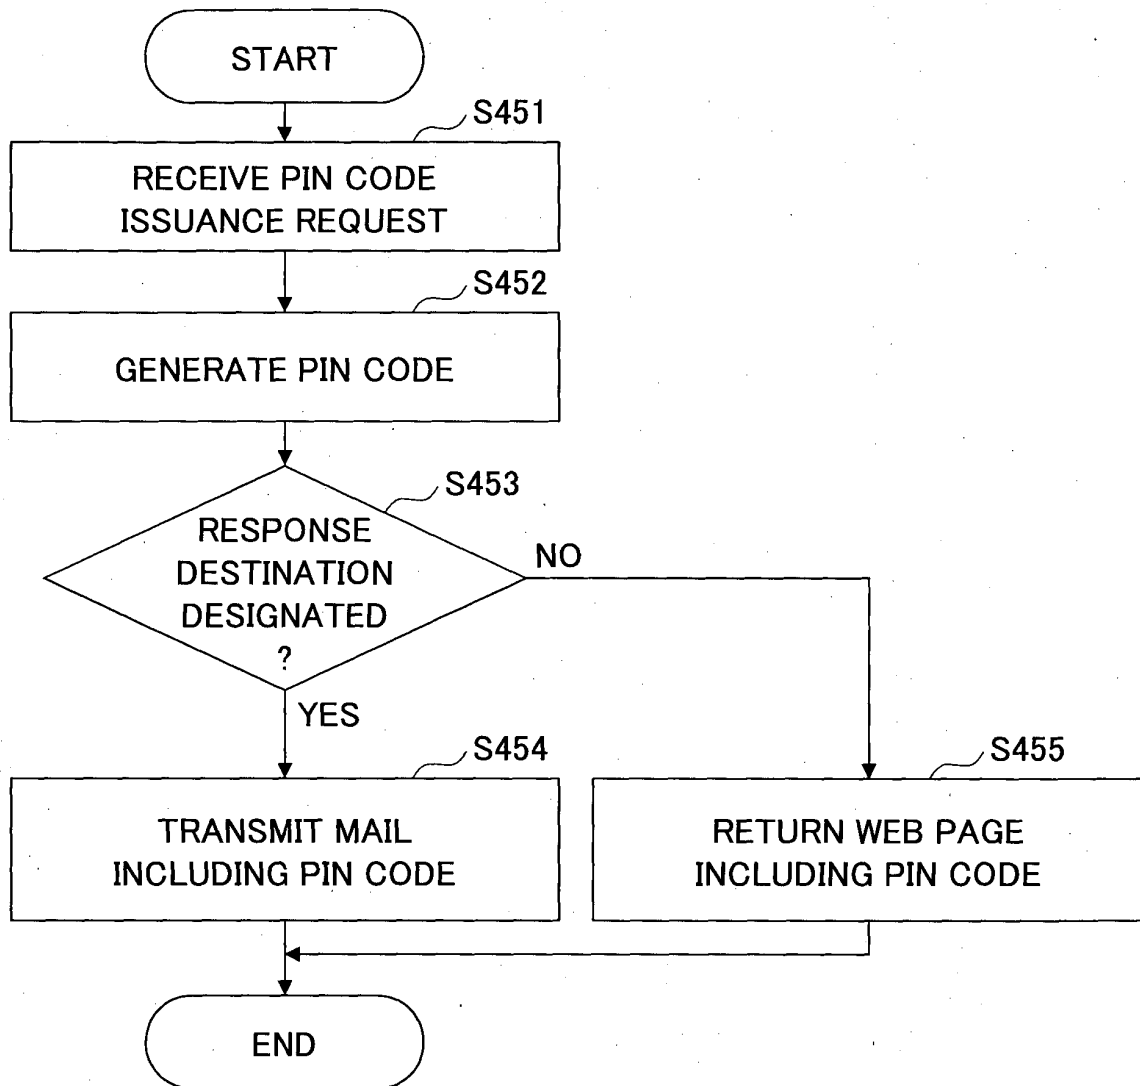 START
S451
RECEIVE PIN CODE
ISSUANCE REQUEST
S452
GENERATE PIN CODE
S453
RESPONSE
DESTINATION
DESIGNATED
?
NO
YES
S454
TRANSMIT MAIL
INCLUDING PIN CODE
S455
RETURN WEB PAGE
INCLUDING PIN CODE
END